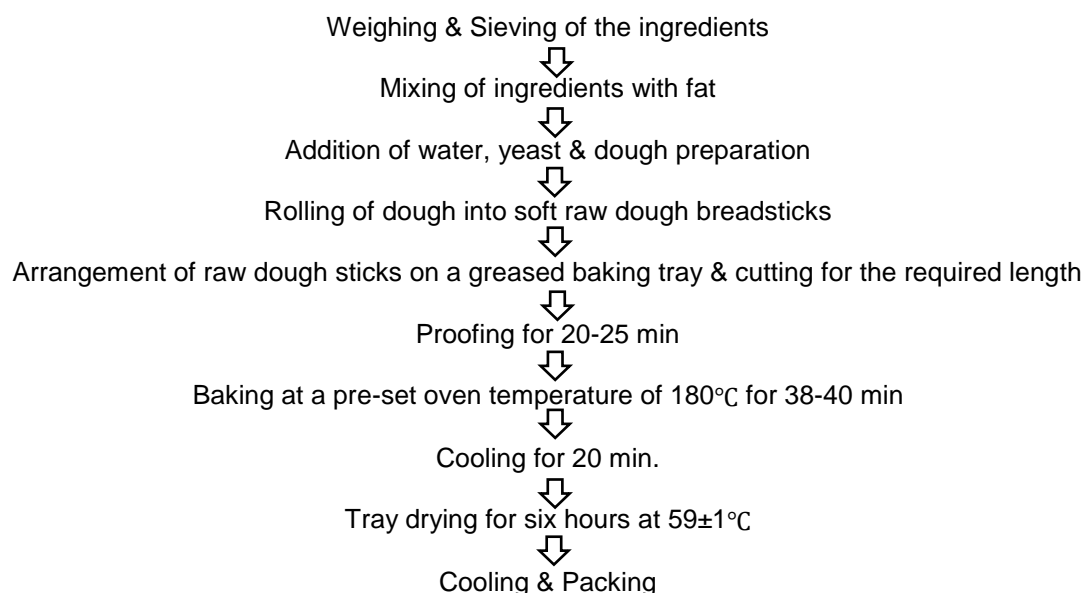 Weighing & Sieving of the ingredients
Mixing of ingredients with fat
Addition of water, yeast & dough preparation
Rolling of dough into soft raw dough breadsticks
Arrangement of raw dough sticks on a greased baking tray & cutting for the required length
Proofing for 20-25 min
Baking at a pre-set oven temperature of 180℃ for 38-40 min
Cooling for 20 min.
Tray drying for six hours at 59±1℃
Cooling & Packing